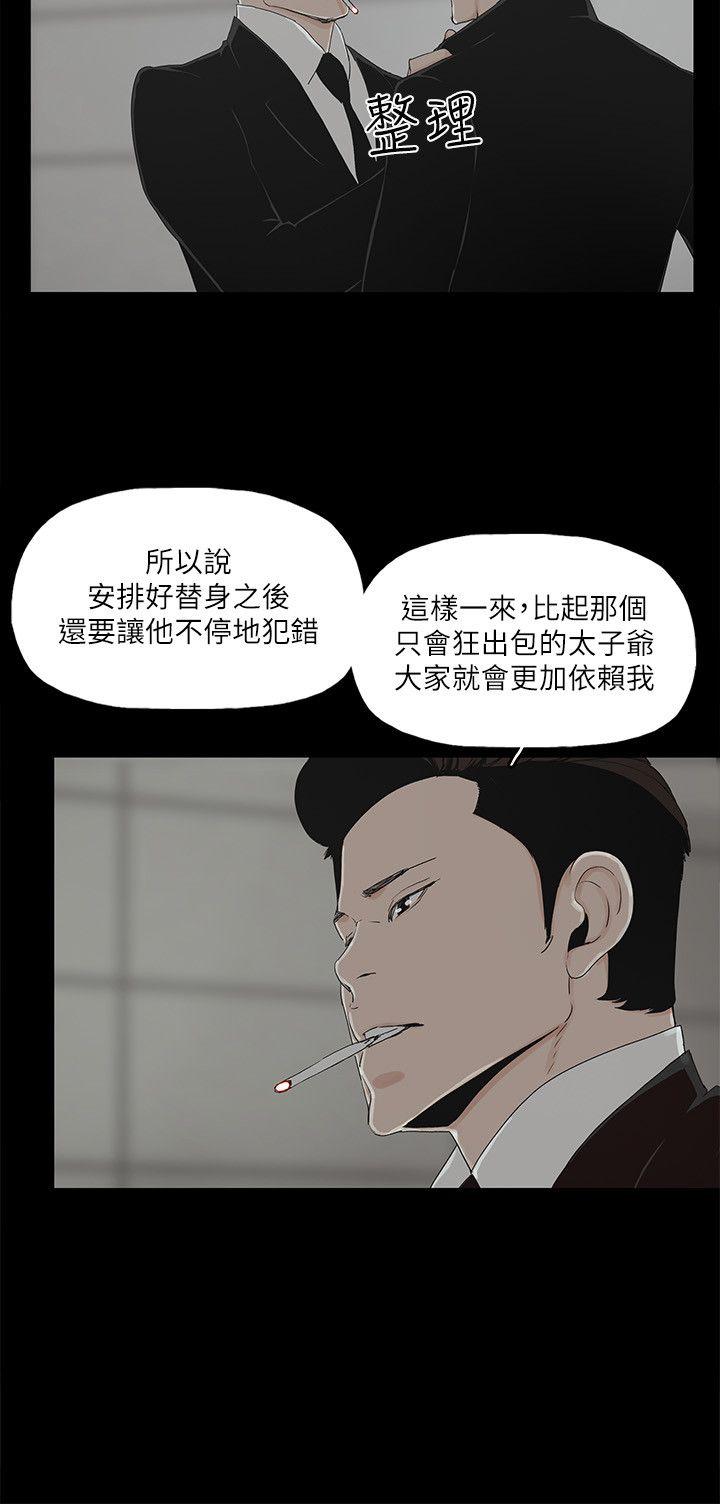 整理
所以說
安排好替身之後
還要讓他不停地犯錯
這樣一來，比起那個
只會狂出包的太子爺
大家就會更加依賴我